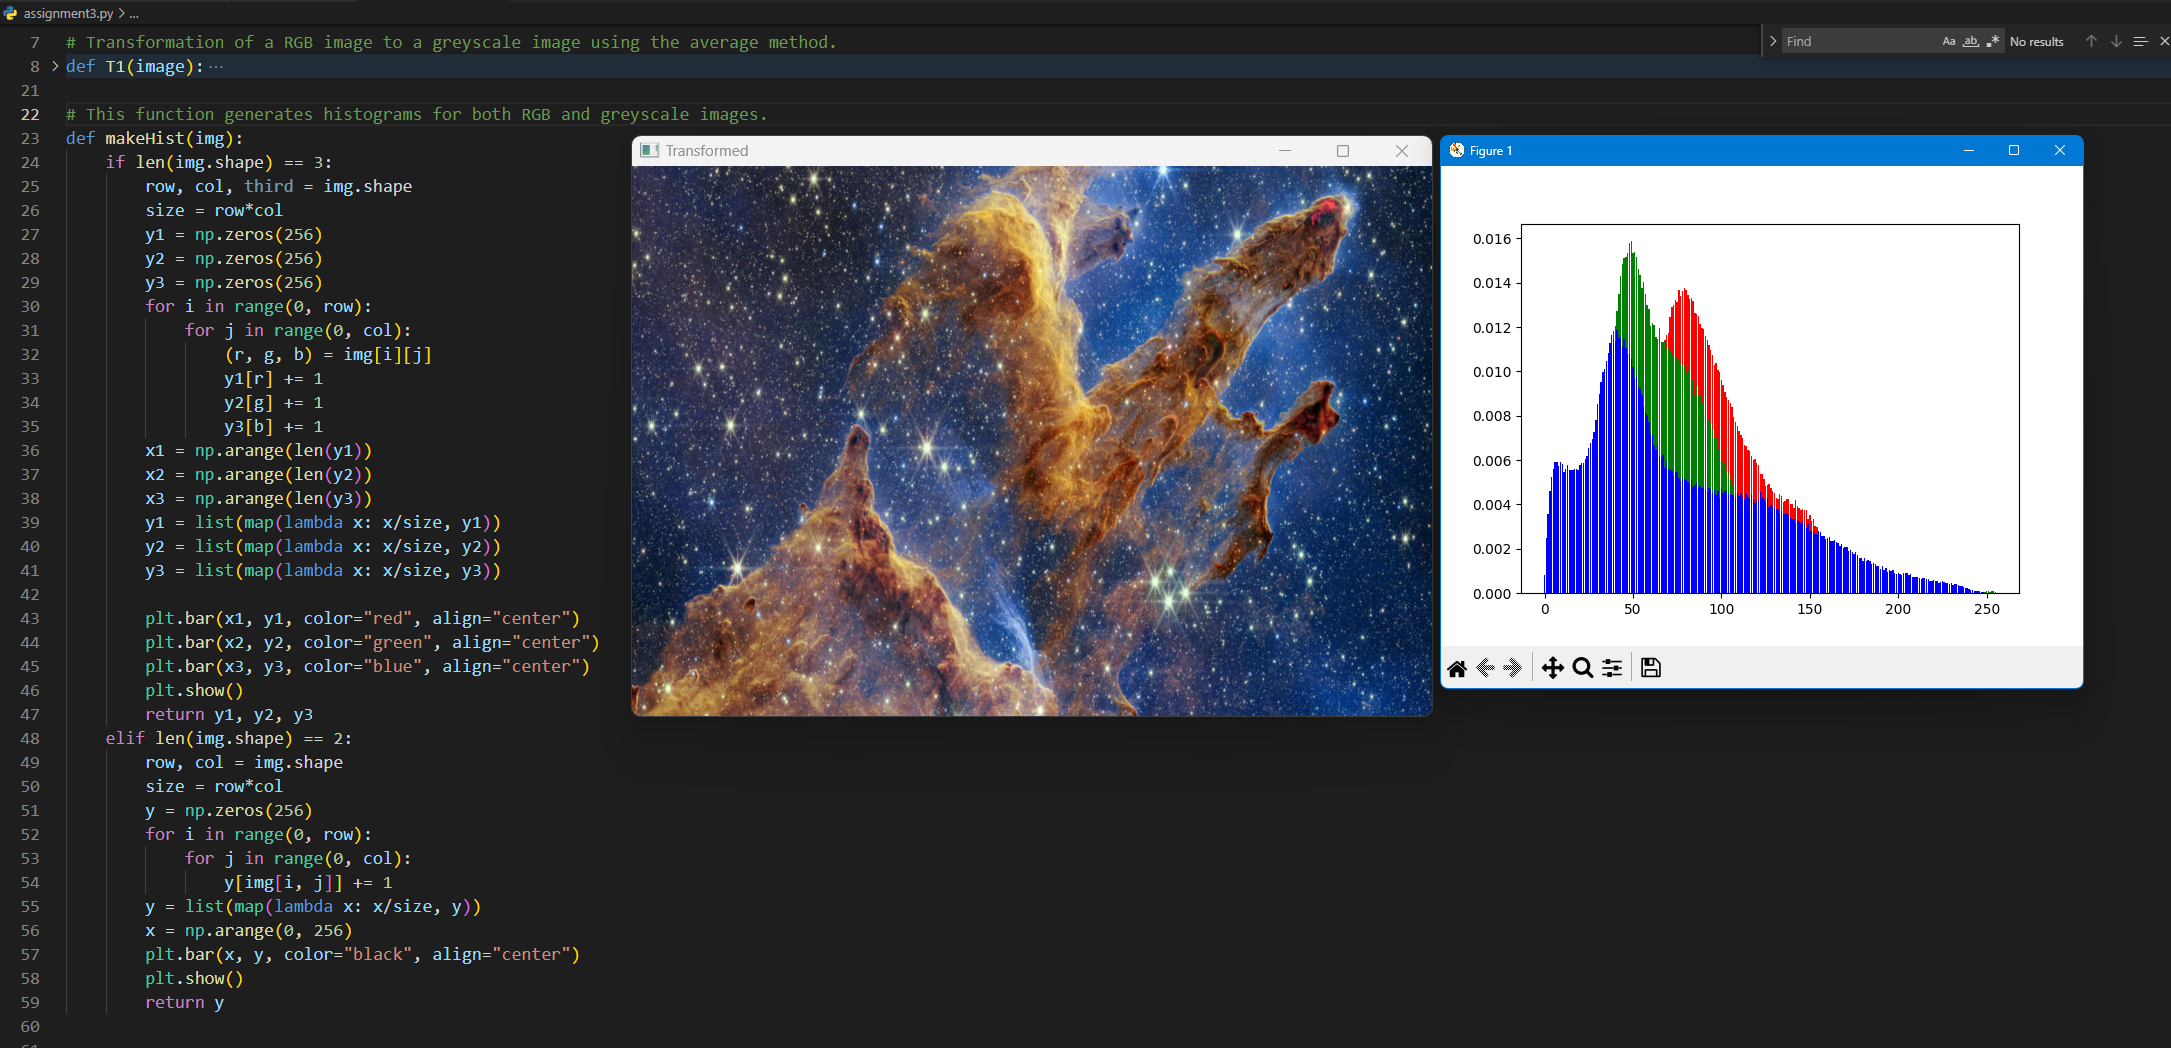 assignment3.py > ...
7 # Transformation of a RGB image to a greyscale image using the average method.
8 > def T1(image): ···
21
22 # This function generates histograms for both RGB and greyscale images.
23 def makeHist(img):
24     if len(img.shape) == 3:
25         row, col, third = img.shape
26         size = row*col
27         y1 = np.zeros(256)
28         y2 = np.zeros(256)
29         y3 = np.zeros(256)
30         for i in range(0, row):
31             for j in range(0, col):
32                 (r, g, b) = img[i][j]
33                 y1[r] += 1
34                 y2[g] += 1
35                 y3[b] += 1
36         x1 = np.arange(len(y1))
37         x2 = np.arange(len(y2))
38         x3 = np.arange(len(y3))
39         y1 = list(map(lambda x: x/size, y1))
40         y2 = list(map(lambda x: x/size, y2))
41         y3 = list(map(lambda x: x/size, y3))
42
43         plt.bar(x1, y1, color="red", align="center")
44         plt.bar(x2, y2, color="green", align="center")
45         plt.bar(x3, y3, color="blue", align="center")
46         plt.show()
47         return y1, y2, y3
48     elif len(img.shape) == 2:
49         row, col = img.shape
50         size = row*col
51         y = np.zeros(256)
52         for i in range(0, row):
53             for j in range(0, col):
54                 y[img[i, j]] += 1
55         y = list(map(lambda x: x/size, y))
56         x = np.arange(0, 256)
57         plt.bar(x, y, color="black", align="center")
58         plt.show()
59         return y
60
Find Aa ab .* No results
Transformed
Figure 1
0.016
0.014
0.012
0.010
0.008
0.006
0.004
0.002
0.000
0 50 100 150 200 250